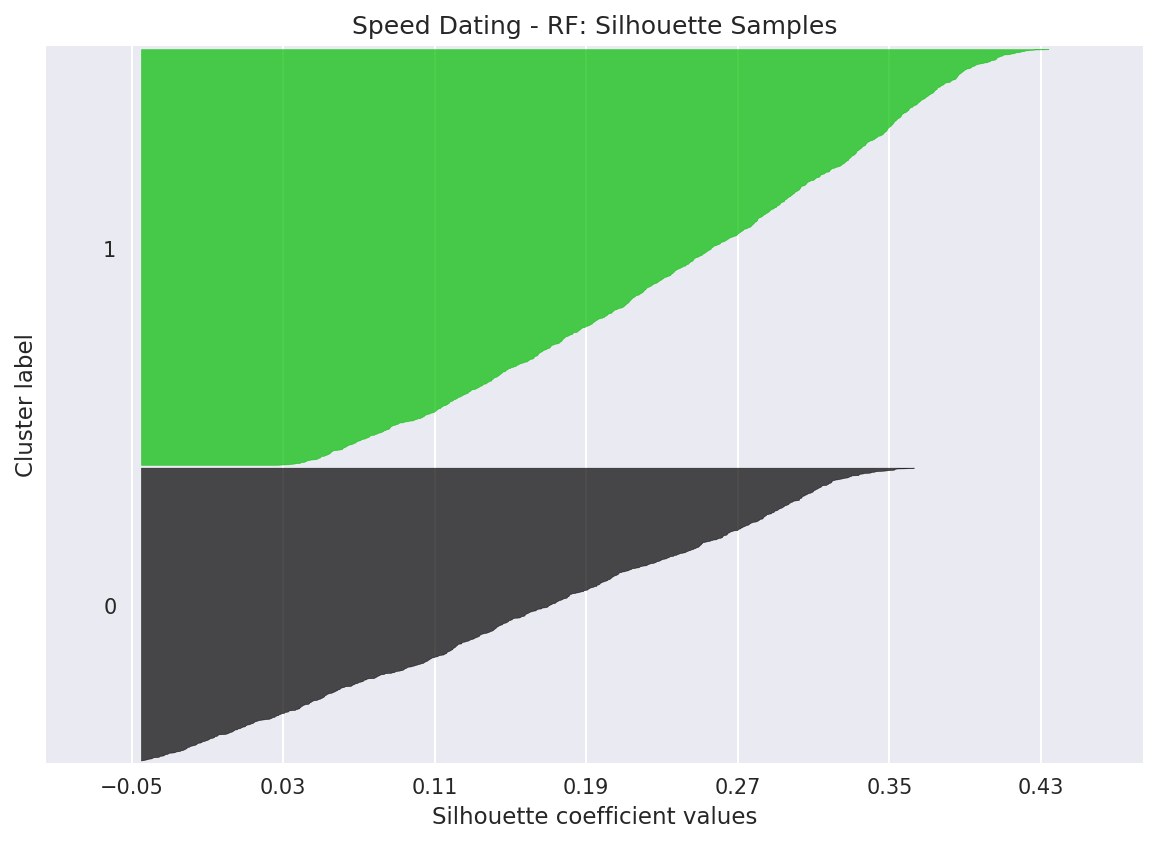 Speed Dating - RF: Silhouette Samples
1
0
Cluster label
−0.05 0.03 0.11 0.19 0.27 0.35 0.43
Silhouette coefficient values